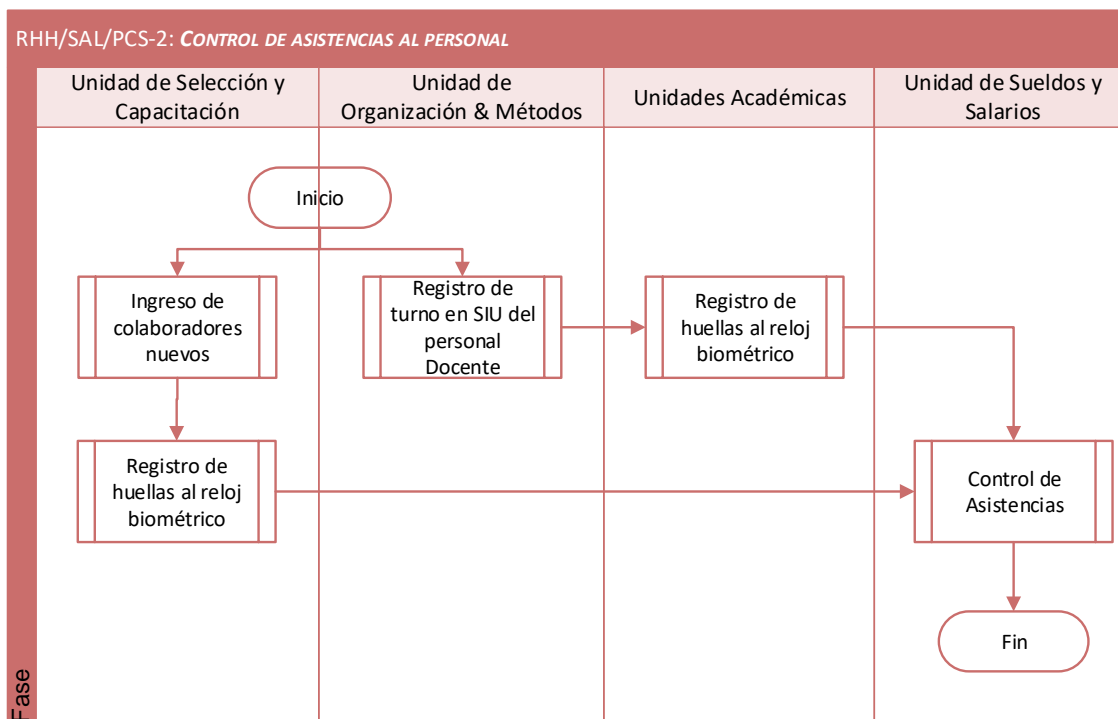 RHH/SAL/PCS-2: CONTROL DE ASISTENCIAS AL PERSONAL
Unidad de Selección y
Capacitación
Unidad de
Organización & Métodos
Unidades Académicas
Unidad de Sueldos y
Salarios
Inicio
Ingreso de
colaboradores
nuevos
Registro de
turno en SIU del
personal
Docente
Registro de
huellas al reloj
biométrico
Registro de
huellas al reloj
biométrico
Control de
Asistencias
Fin
Fase